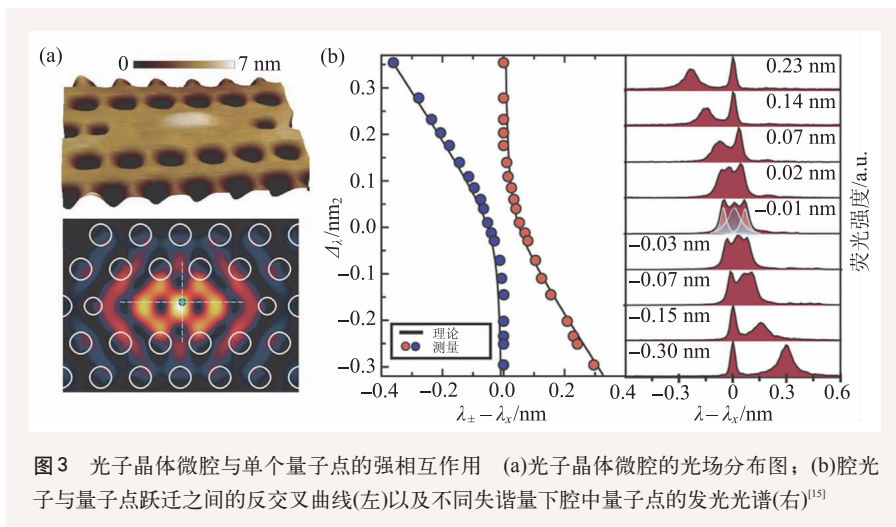 (a)
0 7 nm
(b)
Δλ/nm₂
0.3
0.2
0.1
0.0
−0.1
−0.2
−0.3
理论
测量
−0.4 −0.2 0.0 0.2 0.4
λ± − λx/nm
0.23 nm
0.14 nm
0.07 nm
0.02 nm
−0.01 nm
−0.03 nm
−0.07 nm
−0.15 nm
−0.30 nm
−0.3 0 0.3 0.6
λ − λx/nm
荧光强度/a.u.
图3 光子晶体微腔与单个量子点的强相互作用 (a)光子晶体微腔的光场分布图；(b)腔光
子与量子点跃迁之间的反交叉曲线(左)以及不同失谐量下腔中量子点的发光光谱(右)[15]